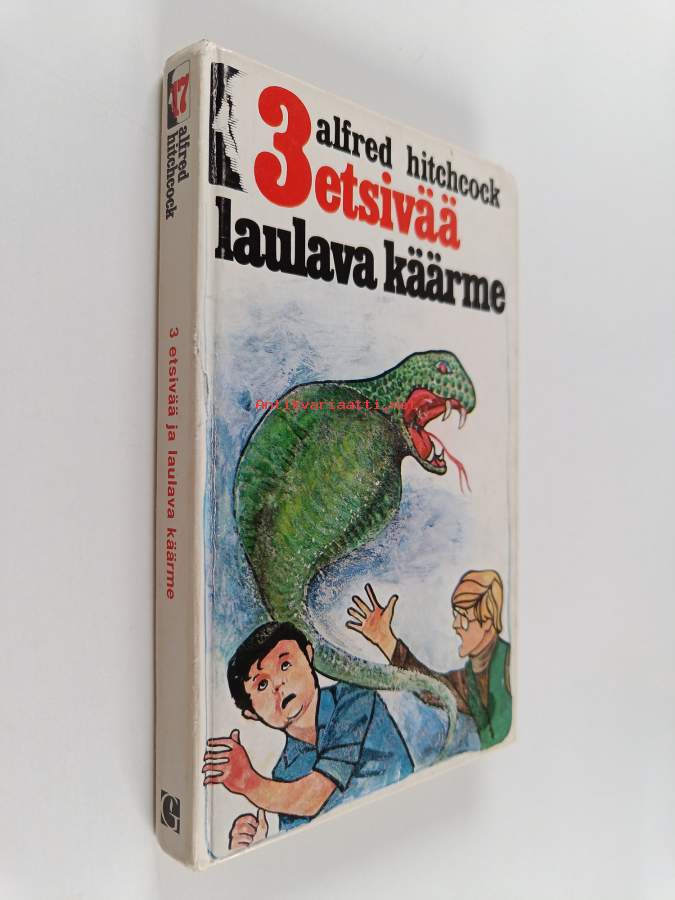 17
alfred
hitchcock
3 etsivää ja laulava käärme
G
alfred hitchcock
3 etsivää
laulava käärme
Antikvariaatti.net